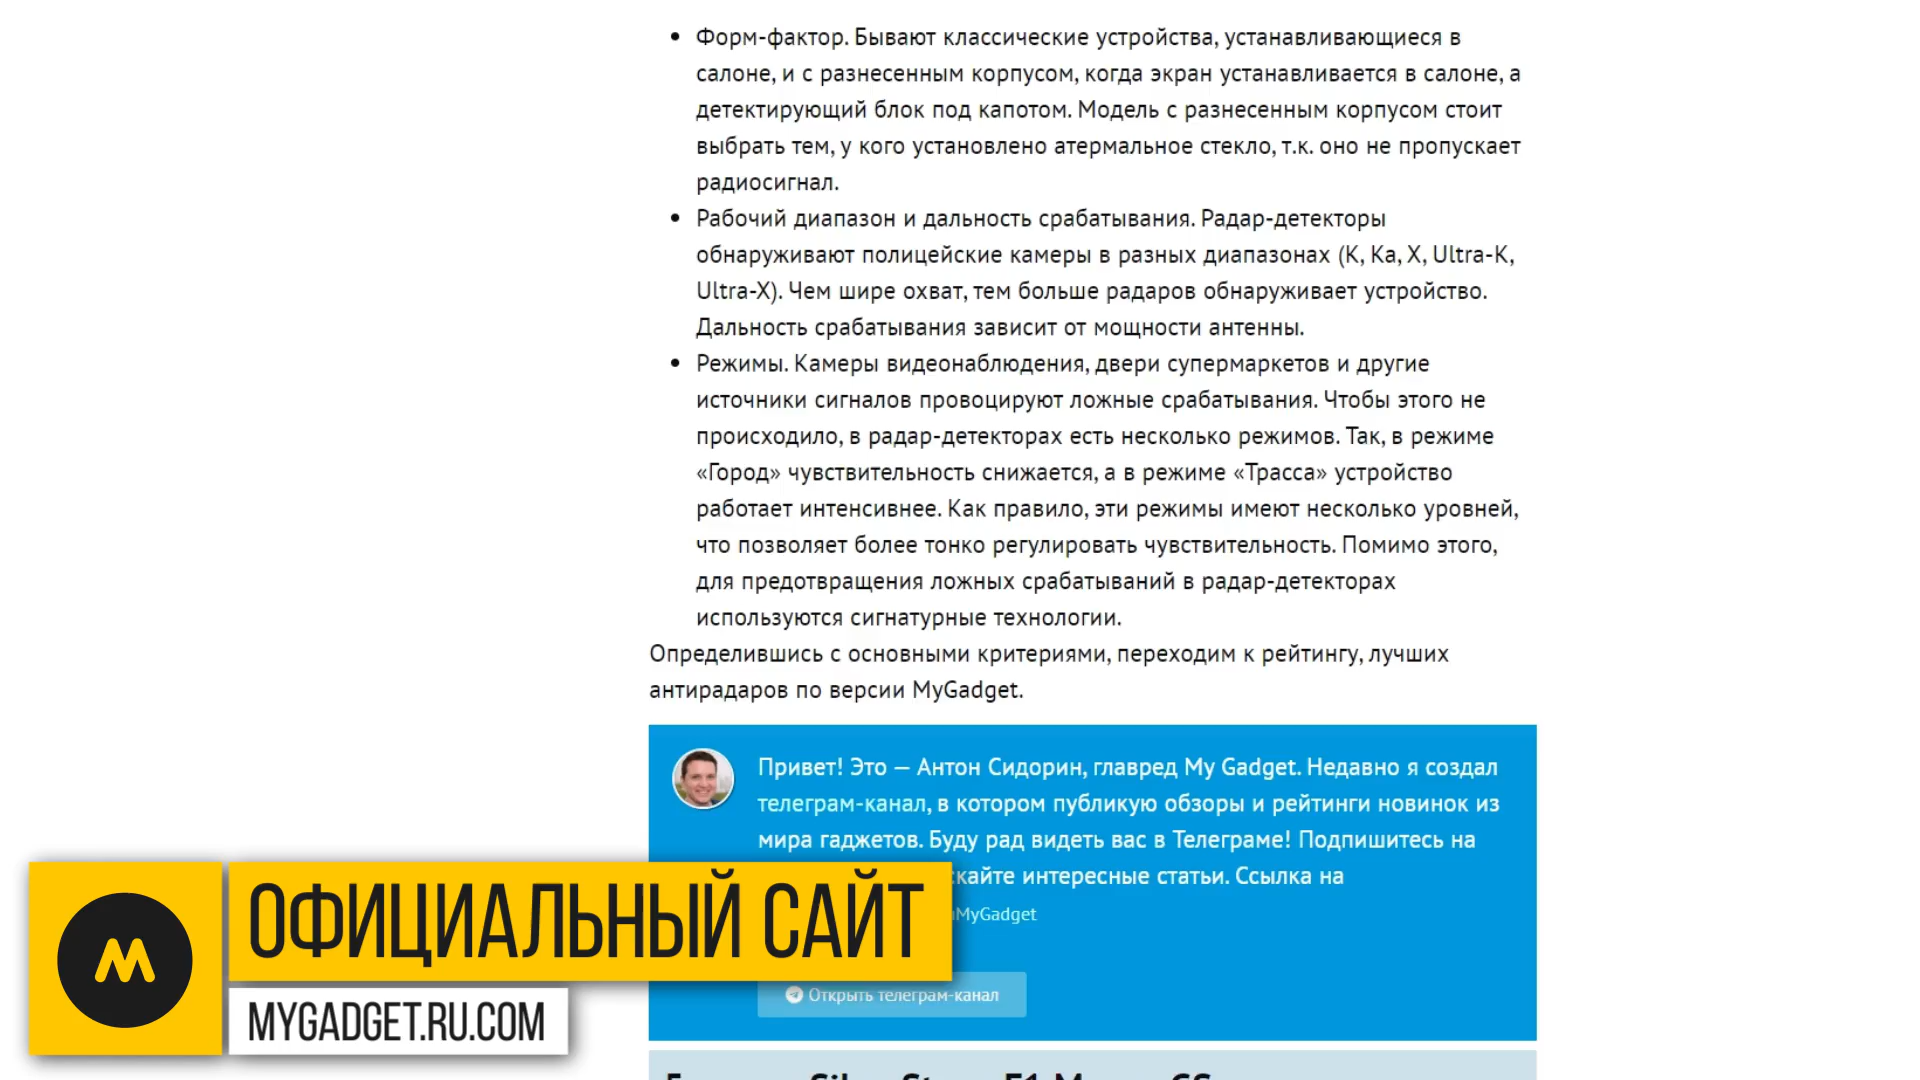 Форм-фактор. Бывают классические устройства, устанавливающиеся в
салоне, и с разнесенным корпусом, когда экран устанавливается в салоне, а
детектирующий блок под капотом. Модель с разнесенным корпусом стоит
выбрать тем, у кого установлено атермальное стекло, т.к. оно не пропускает
радиосигнал.
Рабочий диапазон и дальность срабатывания. Радар-детекторы
обнаруживают полицейские камеры в разных диапазонах (K, Ka, X, Ultra-K,
Ultra-X). Чем шире охват, тем больше радаров обнаруживает устройство.
Дальность срабатывания зависит от мощности антенны.
Режимы. Камеры видеонаблюдения, двери супермаркетов и другие
источники сигналов провоцируют ложные срабатывания. Чтобы этого не
происходило, в радар-детекторах есть несколько режимов. Так, в режиме
«Город» чувствительность снижается, а в режиме «Трасса» устройство
работает интенсивнее. Как правило, эти режимы имеют несколько уровней,
что позволяет более тонко регулировать чувствительность. Помимо этого,
для предотвращения ложных срабатываний в радар-детекторах
используются сигнатурные технологии.
Определившись с основными критериями, переходим к рейтингу, лучших
антирадаров по версии MyGadget.
Привет! Это — Антон Сидорин, главред My Gadget. Недавно я создал
телеграм-канал, в котором публикую обзоры и рейтинги новинок из
мира гаджетов. Буду рад видеть вас в Телеграме! Подпишитесь на
скайте интересные статьи. Ссылка на
MyGadget
Открыть телеграм-канал
ОФИЦИАЛЬНЫЙ САЙТ
MYGADGET.RU.COM